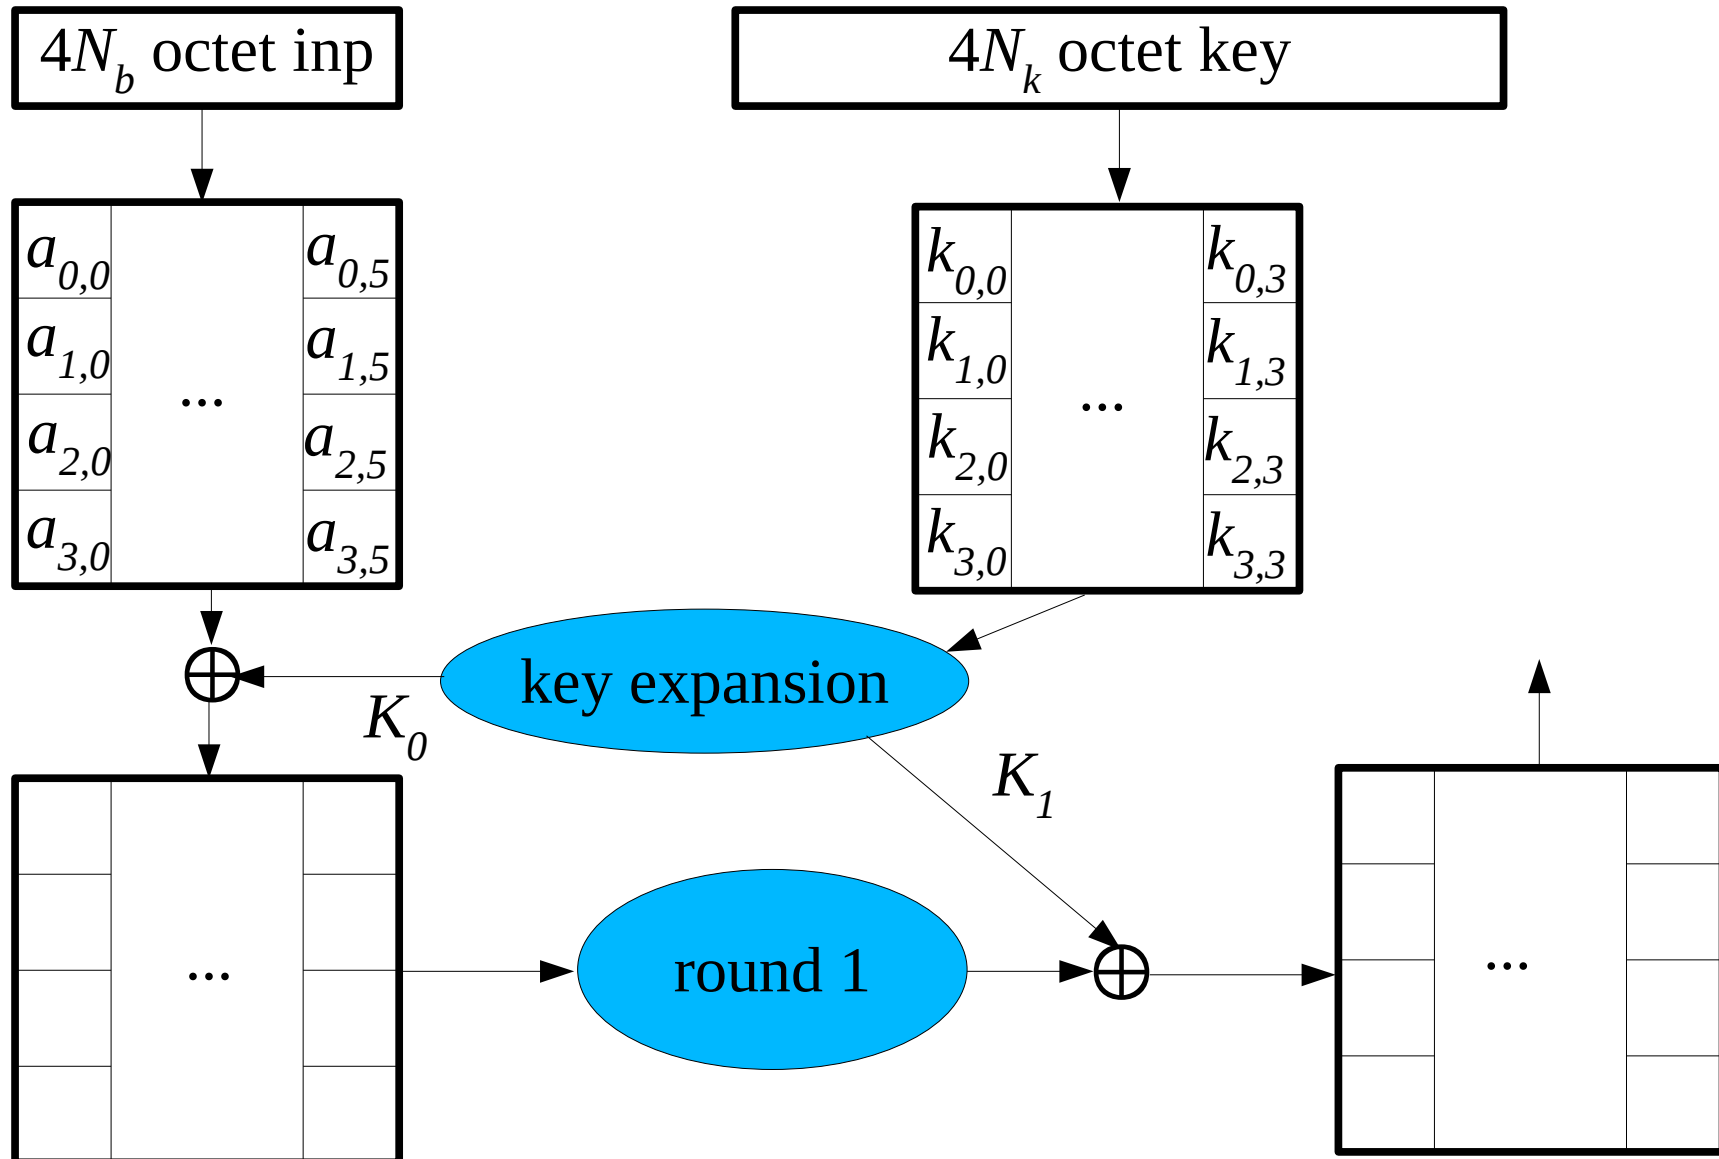 4N_b octet inp
4N_k octet key
a_0,0 a_0,5
a_1,0 a_1,5
...
a_2,0 a_2,5
a_3,0 a_3,5
k_0,0 k_0,3
k_1,0 k_1,3
...
k_2,0 k_2,3
k_3,0 k_3,3
key expansion
K_0
K_1
...
round 1
...